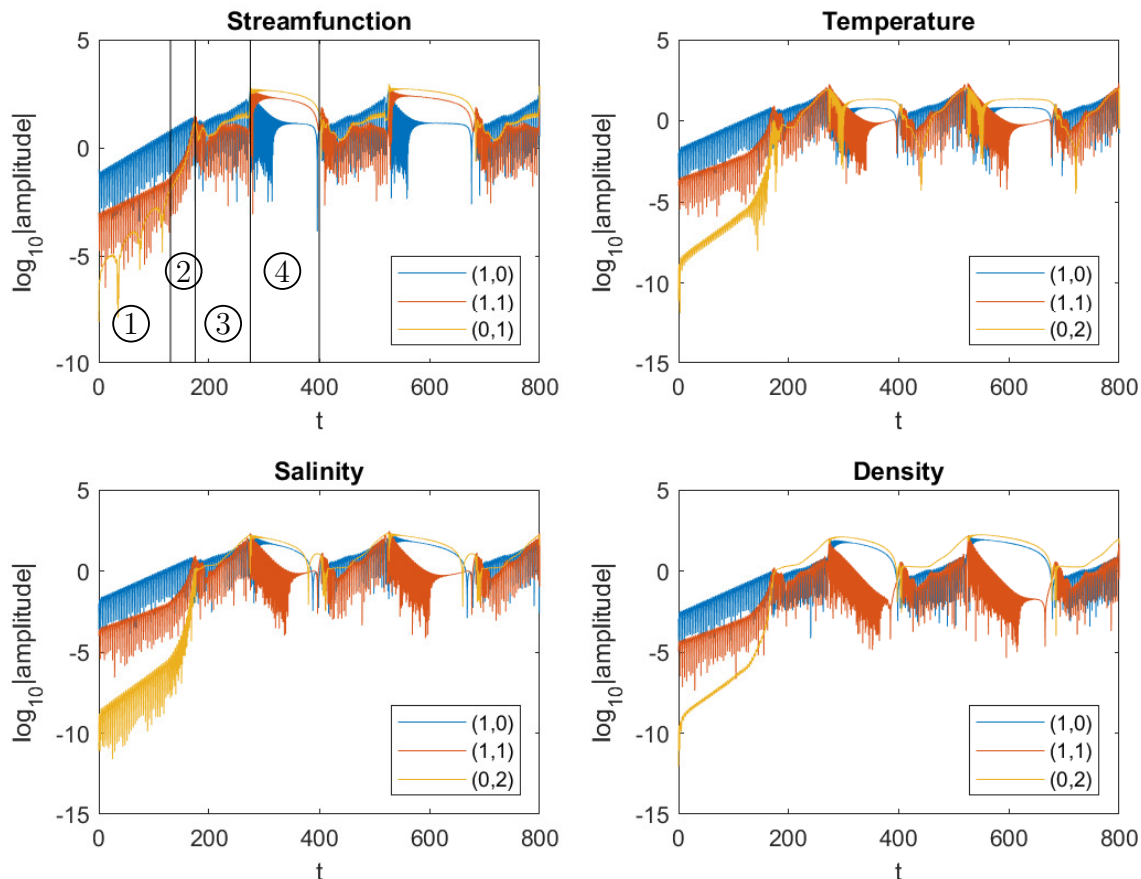 Streamfunction
5
0
-5
-10
log10|amplitude|
① ② ③ ④
(1,0)
(1,1)
(0,1)
0 200 400 600 800
t
Temperature
5
0
-5
-10
-15
log10|amplitude|
(1,0)
(1,1)
(0,2)
0 200 400 600 800
t
Salinity
5
0
-5
-10
-15
log10|amplitude|
(1,0)
(1,1)
(0,2)
0 200 400 600 800
t
Density
5
0
-5
-10
-15
log10|amplitude|
(1,0)
(1,1)
(0,2)
0 200 400 600 800
t